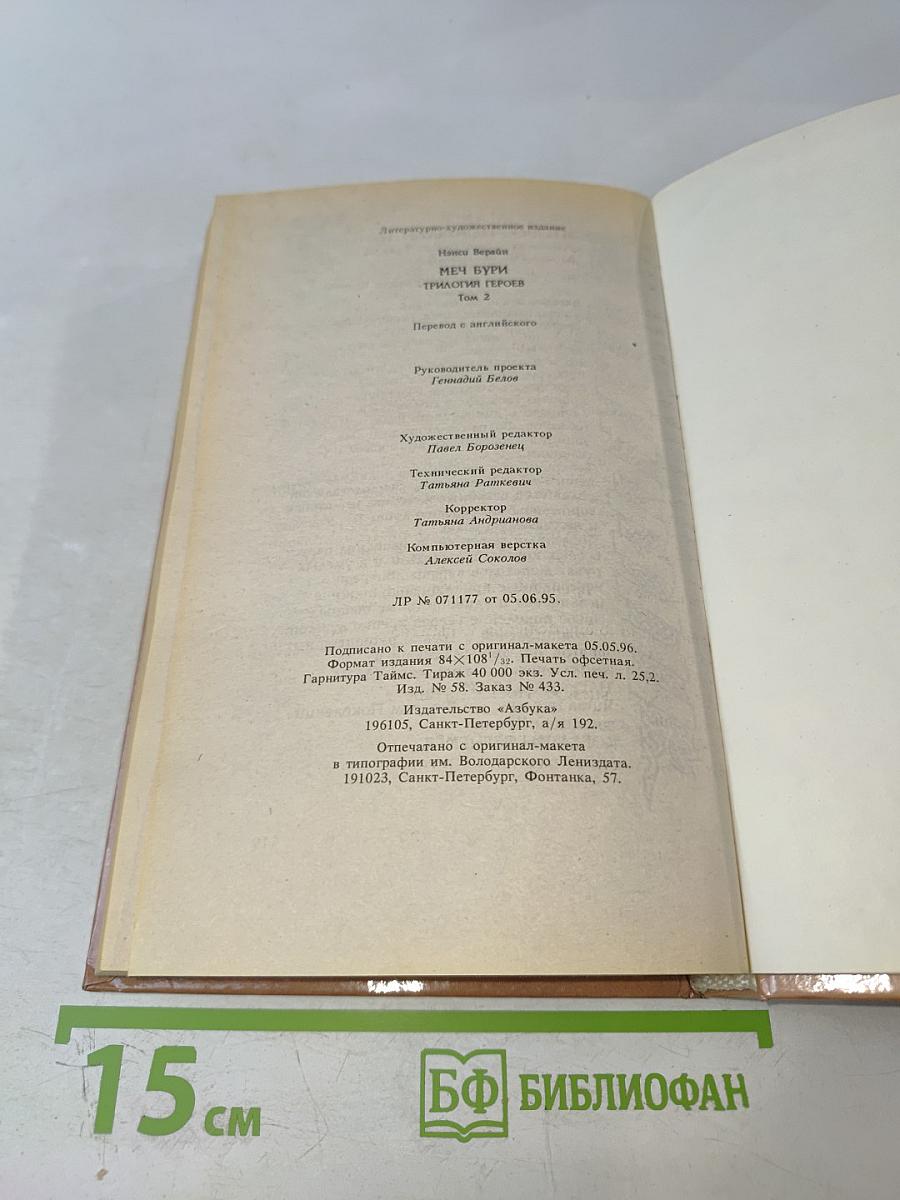 Литературно-художественное издание
Нэнси Верайн
МЕЧ БУРИ
ТРИЛОГИЯ ГЕРОЕВ
Том 2
Перевод с английского
Руководитель проекта
Геннадий Белов
Художественный редактор
Павел Борозенец
Технический редактор
Татьяна Раткевич
Корректор
Татьяна Андрианова
Компьютерная верстка
Алексей Соколов
ЛР № 071177 от 05.06.95.
Подписано к печати с оригинал-макета 05.05.96.
Формат издания 84×108¹/₃₂. Печать офсетная.
Гарнитура Таймс. Тираж 40 000 экз. Усл. печ. л. 25,2.
Изд. № 58. Заказ № 433.
Издательство «Азбука»
196105, Санкт-Петербург, а/я 192.
Отпечатано с оригинал-макета
в типографии им. Володарского Лениздата.
191023, Санкт-Петербург, Фонтанка, 57.
15 см
БФ БИБЛИОФАН